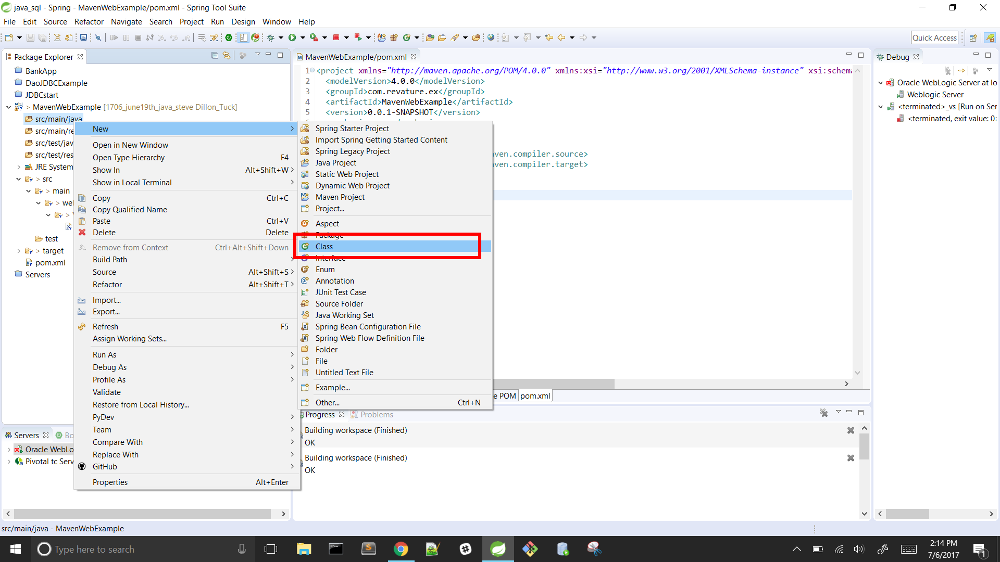 java_sql - Spring - MavenWebExample/pom.xml - Spring Tool Suite
File Edit Source Refactor Navigate Search Project Run Design Window Help
Quick Access
Package Explorer
BankApp
DaoJDBCExample
JDBCstart
> MavenWebExample [1706_june19th_java_steve Dillon_Tuck]
src/main/java
src/main/re
src/test/jav
src/test/res
JRE System
> src
> main
> wel
>
test
> target
pom.xml
Servers
New
Open in New Window
Open Type Hierarchy F4
Show In Alt+Shift+W >
Show in Local Terminal >
Copy Ctrl+C
Copy Qualified Name
Paste Ctrl+V
Delete Delete
Remove from Context Ctrl+Alt+Shift+Down
Build Path >
Source Alt+Shift+S >
Refactor Alt+Shift+T >
Import...
Export...
Refresh F5
Assign Working Sets...
Run As >
Debug As >
Profile As >
Validate
Restore from Local History...
PyDev >
Team >
Compare With >
Replace With >
GitHub >
Properties Alt+Enter
Spring Starter Project
Import Spring Getting Started Content
Spring Legacy Project
Java Project
Static Web Project
Dynamic Web Project
Maven Project
Project...
Aspect
Package
Class
Interface
Enum
Annotation
JUnit Test Case
Source Folder
Java Working Set
Spring Bean Configuration File
Spring Web Flow Definition File
Folder
File
Untitled Text File
Example...
Other... Ctrl+N
MavenWebExample/pom.xml
1 <project xmlns="http://maven.apache.org/POM/4.0.0" xmlns:xsi="http://www.w3.org/2001/XMLSchema-instance" xsi:schema
2 <modelVersion>4.0.0</modelVersion>
3 <groupId>com.revature.ex</groupId>
4 <artifactId>MavenWebExample</artifactId>
5 <version>0.0.1-SNAPSHOT</version>
aven.compiler.source>
aven.compiler.target>
e POM pom.xml
Debug
Oracle WebLogic Server at lo
Weblogic Server
<terminated>_vs [Run on Ser
<terminated, exit value: 0>
Progress Problems
Building workspace (Finished)
OK
Building workspace (Finished)
OK
Servers Bo
Oracle WebLo
Pivotal tc Serv
src/main/java - MavenWebExample
Type here to search
2:14 PM
7/6/2017
1